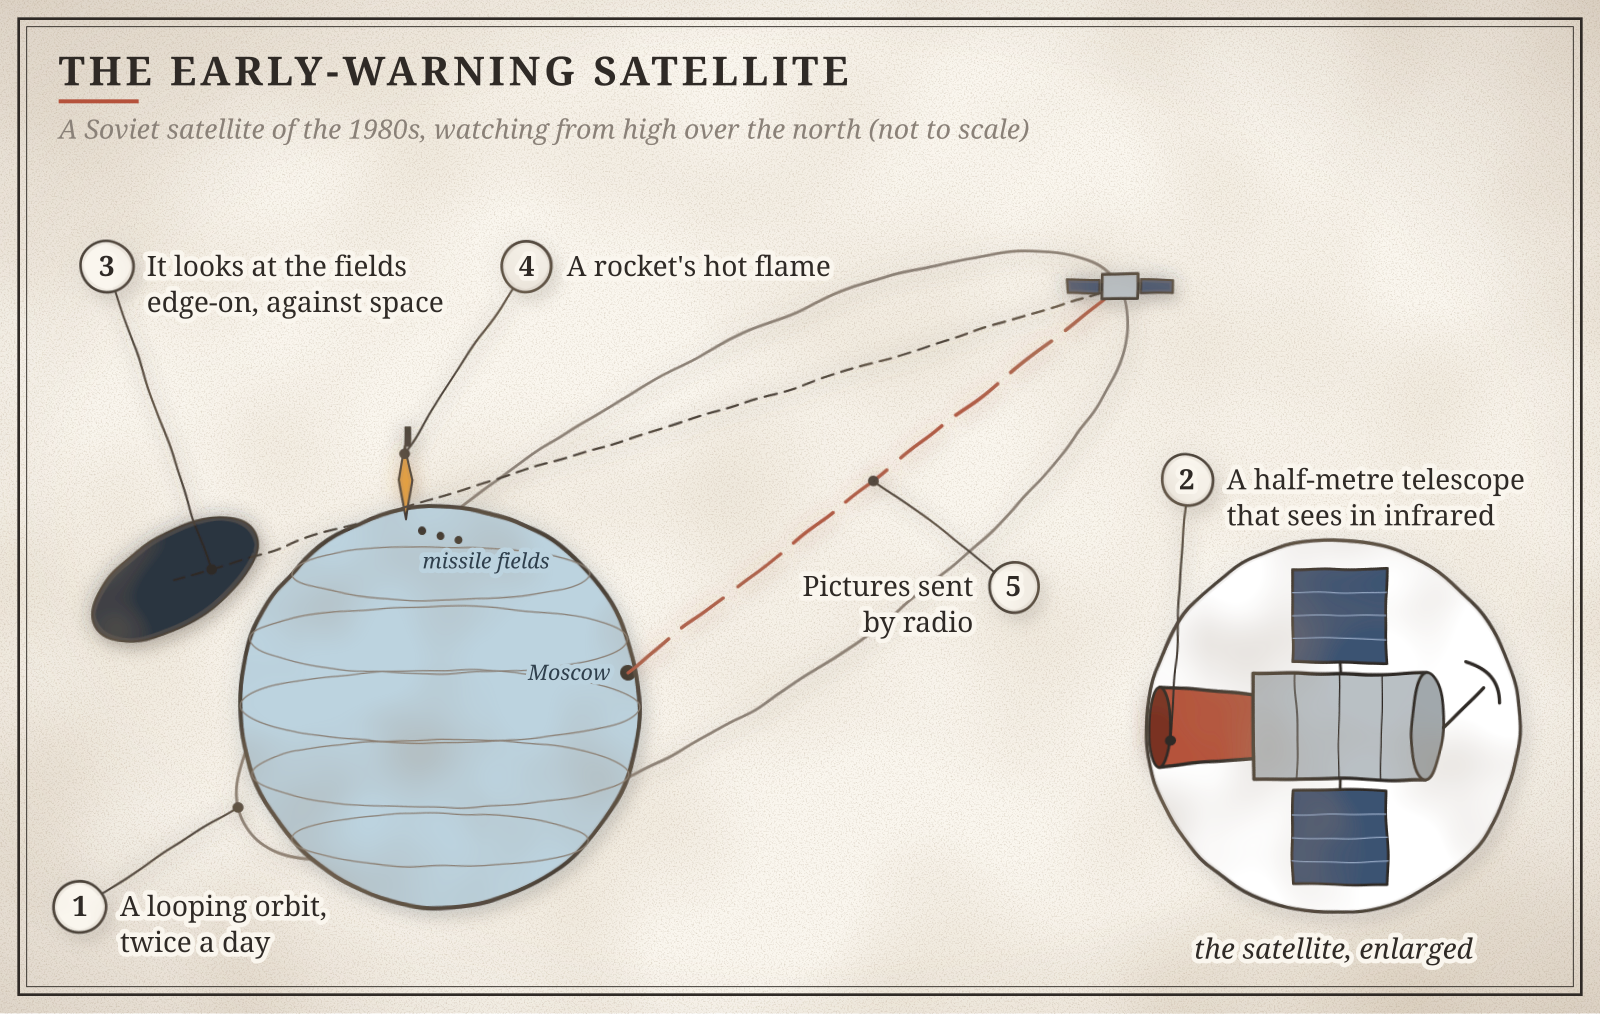 THE EARLY-WARNING SATELLITE
A Soviet satellite of the 1980s, watching from high over the north (not to scale)
3
It looks at the fields
edge-on, against space
4
A rocket's hot flame
2
A half-metre telescope
that sees in infrared
missile fields
Pictures sent
by radio
5
Moscow
1
A looping orbit,
twice a day
the satellite, enlarged